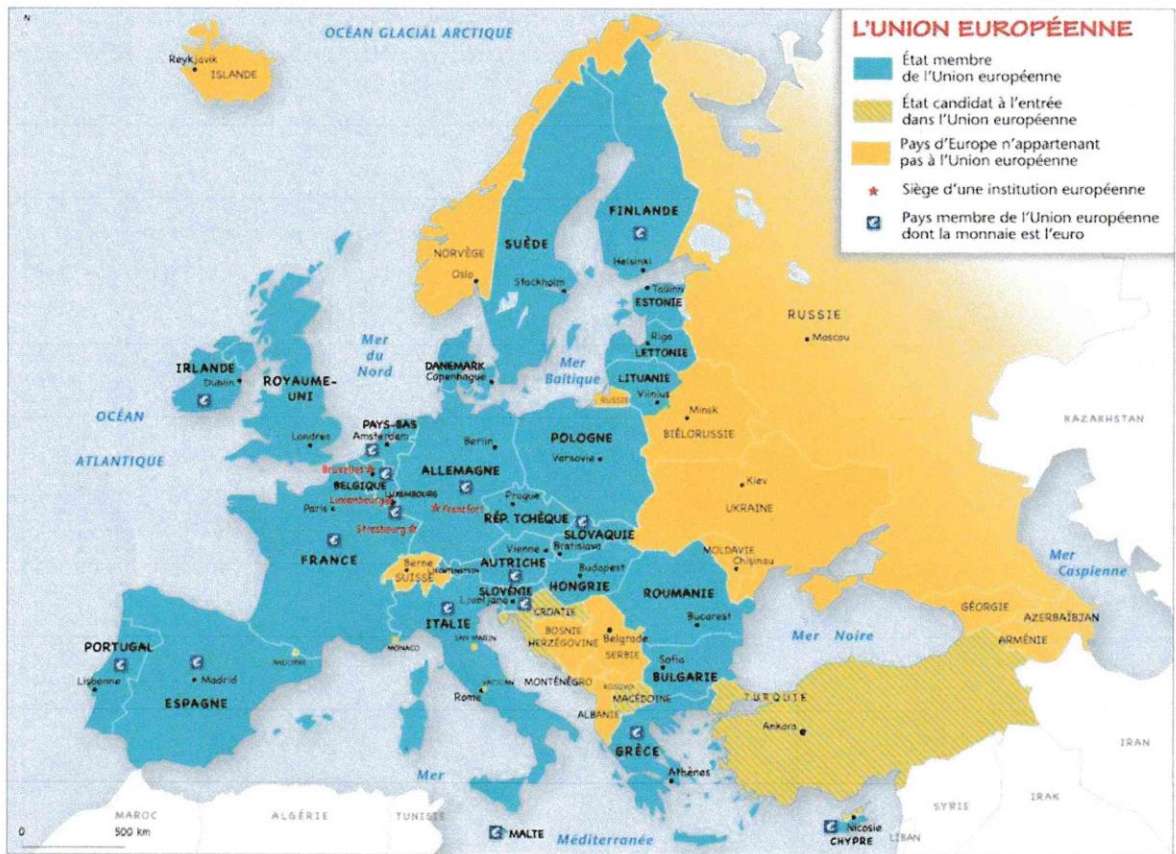 N
OCÉAN GLACIAL ARCTIQUE
L'UNION EUROPÉENNE
État membre
de l'Union européenne
État candidat à l'entrée
dans l'Union européenne
Pays d'Europe n'appartenant
pas à l'Union européenne
Siège d'une institution européenne
Pays membre de l'Union européenne
dont la monnaie est l'euro
Reykjavik
ISLANDE
FINLANDE
SUÈDE
NORVÈGE
Oslo
Helsinki
Stockholm
Tallinn
ESTONIE
RUSSIE
Moscou
Mer
du
Nord
Riga
LETTONIE
IRLANDE
Dublin
ROYAUME-
UNI
DANEMARK
Copenhague
Mer
Baltique
LITUANIE
Vilnius
RUSSIE
Minsk
BIÉLORUSSIE
OCÉAN
ATLANTIQUE
KAZAKHSTAN
PAYS-BAS
Amsterdam
Londres
Berlin
POLOGNE
Varsovie
Bruxelles
BELGIQUE
ALLEMAGNE
Kiev
UKRAINE
Luxembourg
LUXEMBOURG
Paris
Francfort
Prague
RÉP. TCHÈQUE
Strasbourg
SLOVAQUIE
FRANCE
Vienne
Bratislava
MOLDAVIE
Chişinau
Mer
Caspienne
Berne
SUISSE
LIECHTENSTEIN
AUTRICHE
Budapest
HONGRIE
ROUMANIE
SLOVÉNIE
Ljubljana
CROATIE
ITALIE
BOSNIE
HERZÉGOVINE
Belgrade
SERBIE
Bucarest
Mer Noire
GÉORGIE
AZERBAÏBJAN
ARMÉNIE
PORTUGAL
Lisbonne
Madrid
ESPAGNE
ANDORRE
MONACO
SAN MARIN
Rome
VATICAN
MONTÉNÉGRO
KOSOVO
Sofia
BULGARIE
MACÉDOINE
ALBANIE
TURQUIE
Ankara
GRÈCE
Athènes
IRAN
Mer
Méditerranée
MAROC
ALGÉRIE
TUNISIE
MALTE
SYRIE
IRAK
Nicosie
CHYPRE
LIBAN
0
500 km